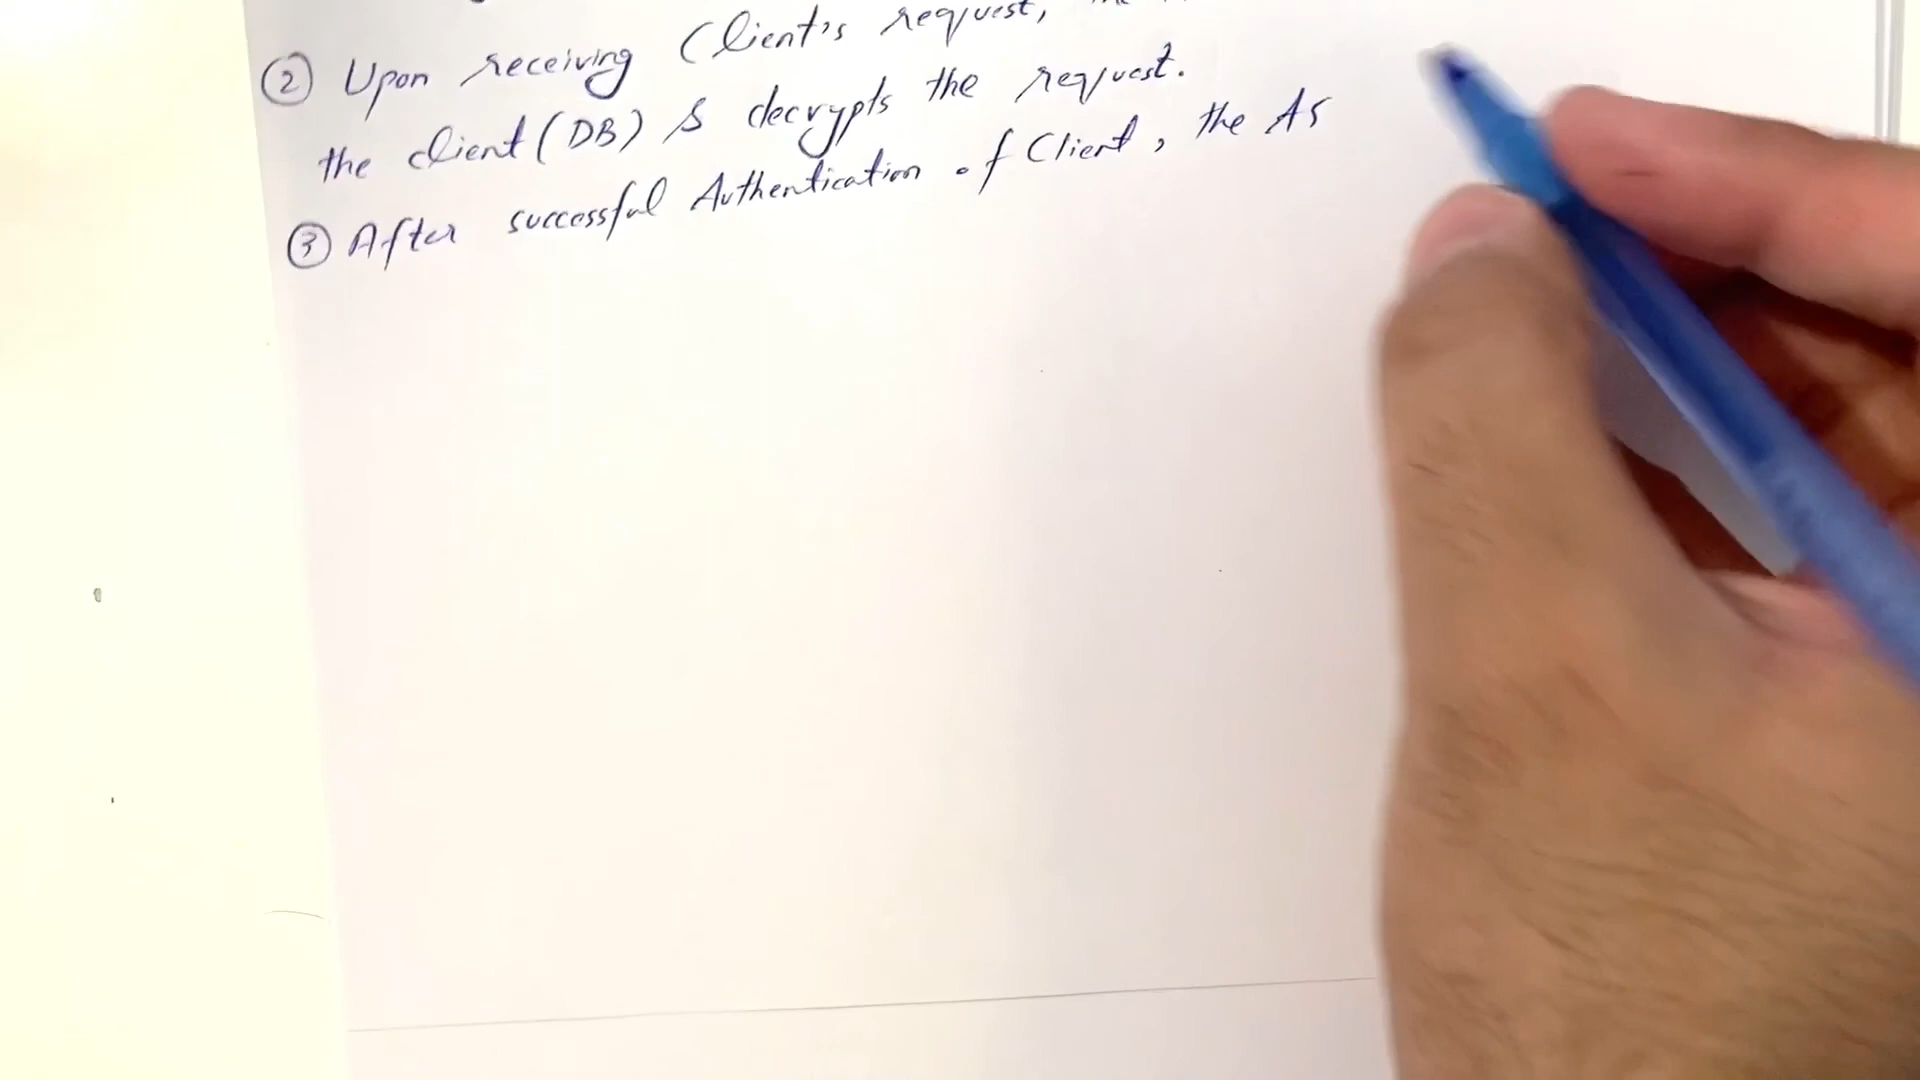 ② Upon receiving Client's request,
the client (DB) & decrypts the request.
③ After successful Authentication of Client, the AS